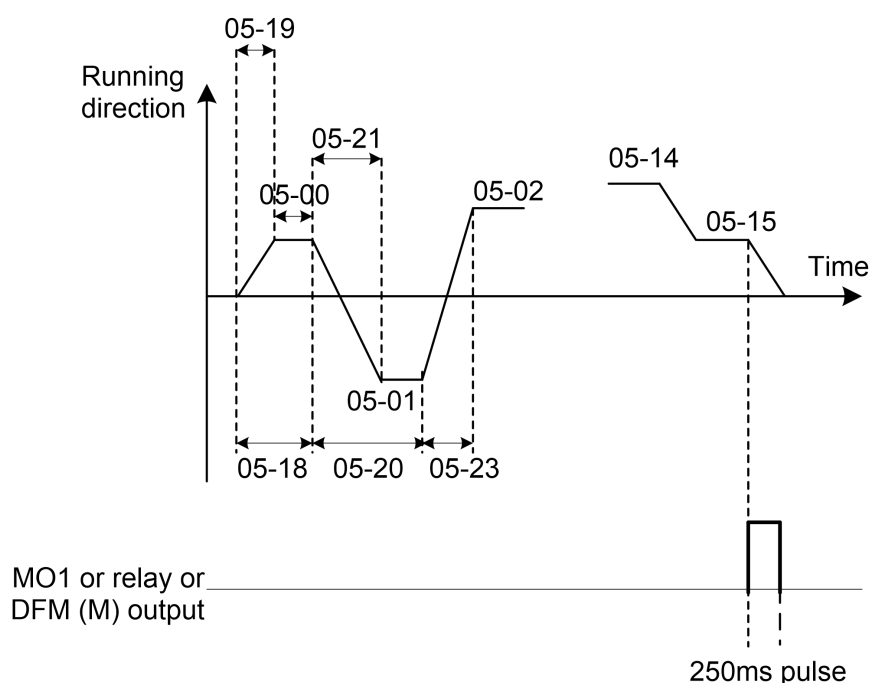 05-19
Running
direction
05-21
05-14
05-00
05-02
05-15
Time
05-01
05-18
05-20
05-23
MO1 or relay or
DFM (M) output
250ms pulse